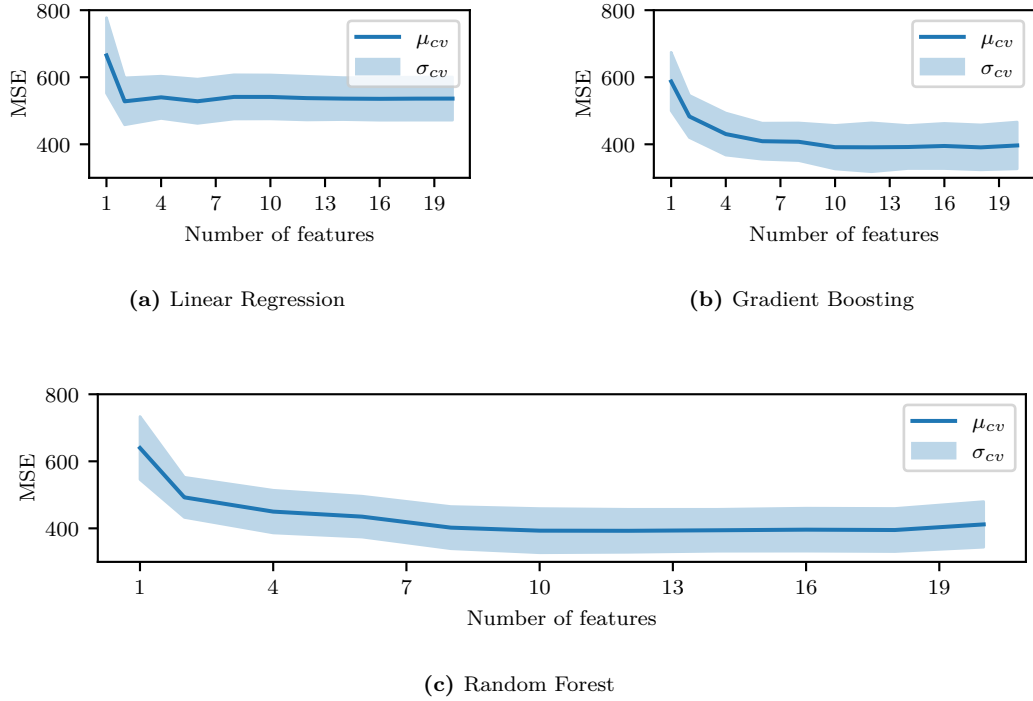 800
600
400
MSE
μcv
σcv
1 4 7 10 13 16 19
Number of features
(a) Linear Regression
800
600
400
MSE
μcv
σcv
1 4 7 10 13 16 19
Number of features
(b) Gradient Boosting
800
600
400
MSE
μcv
σcv
1 4 7 10 13 16 19
Number of features
(c) Random Forest